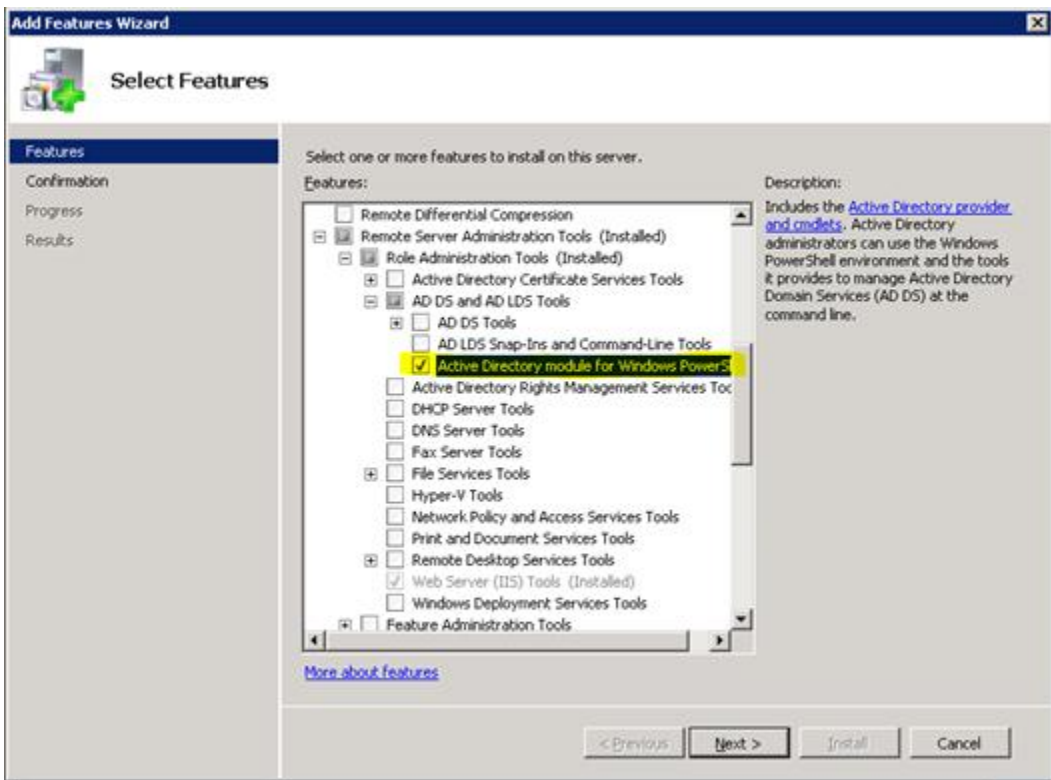 Add Features Wizard
Select Features
Features
Confirmation
Progress
Results
Select one or more features to install on this server.
Features:
Remote Differential Compression
Remote Server Administration Tools (Installed)
Role Administration Tools (Installed)
Active Directory Certificate Services Tools
AD DS and AD LDS Tools
AD DS Tools
AD LDS Snap-Ins and Command-Line Tools
Active Directory module for Windows PowerS
Active Directory Rights Management Services Too
DHCP Server Tools
DNS Server Tools
Fax Server Tools
File Services Tools
Hyper-V Tools
Network Policy and Access Services Tools
Print and Document Services Tools
Remote Desktop Services Tools
Web Server (IIS) Tools (Installed)
Windows Deployment Services Tools
Feature Administration Tools
More about features
Description:
Includes the Active Directory provider
and cmdlets. Active Directory
administrators can use the Windows
PowerShell environment and the tools
it provides to manage Active Directory
Domain Services (AD DS) at the
command line.
< Previous
Next >
Install
Cancel